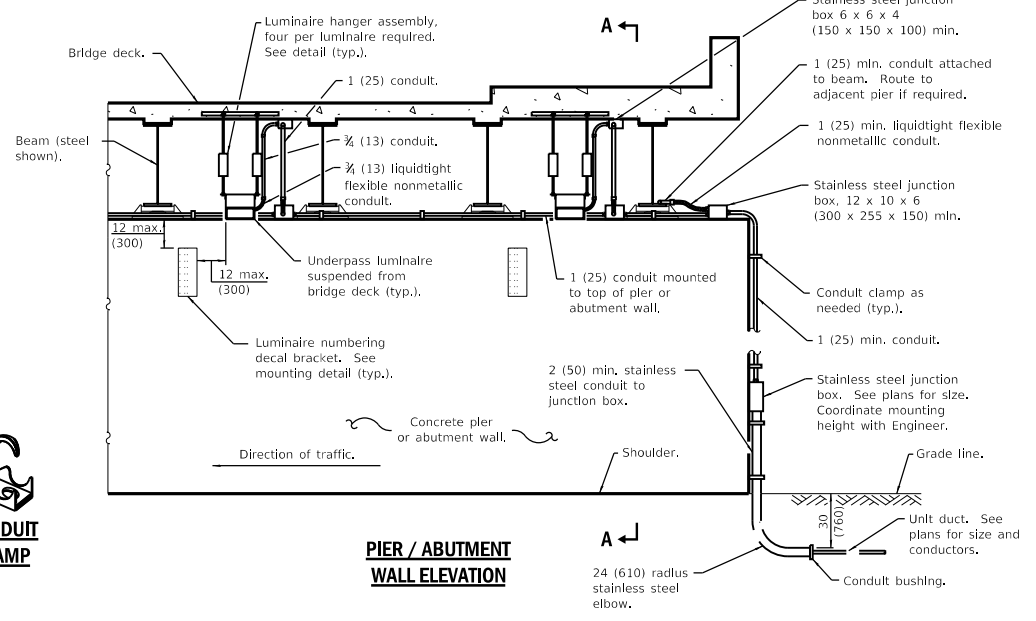 Stainless steel junction
box 6 x 6 x 4
(150 x 150 x 100) min.
A
Luminaire hanger assembly,
four per luminaire required.
See detail (typ.).
Bridge deck.
1 (25) conduit.
1 (25) min. conduit attached
to beam. Route to
adjacent pier if required.
Beam (steel
shown).
¾ (13) conduit.
¾ (13) liquidtight
flexible nonmetallic
conduit.
1 (25) min. liquidtight flexible
nonmetallic conduit.
Stainless steel junction
box, 12 x 10 x 6
(300 x 255 x 150) min.
12 max.
(300)
12 max.
(300)
Underpass luminaire
suspended from
bridge deck (typ.).
1 (25) conduit mounted
to top of pier or
abutment wall.
Conduit clamp as
needed (typ.).
Luminaire numbering
decal bracket. See
mounting detail (typ.).
1 (25) min. conduit.
2 (50) min. stainless
steel conduit to
junction box.
Stainless steel junction
box. See plans for size.
Coordinate mounting
height with Engineer.
Concrete pier
or abutment wall.
Direction of traffic.
Shoulder.
Grade line.
30
(760)
Unit duct. See
plans for size and
conductors.
A
DUIT
AMP
PIER / ABUTMENT
WALL ELEVATION
24 (610) radius
stainless steel
elbow.
Conduit bushing.